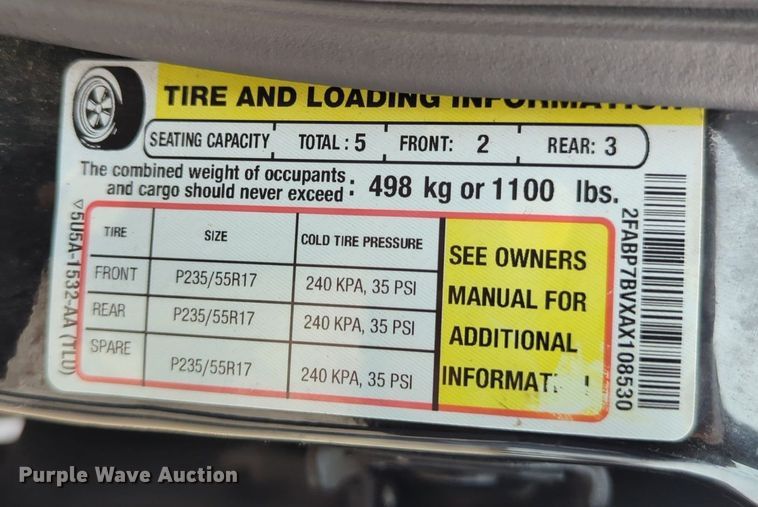 TIRE AND LOADING INFORMATION
SEATING CAPACITY TOTAL : 5 FRONT: 2 REAR: 3
The combined weight of occupants
and cargo should never exceed : 498 kg or 1100 lbs.
TIRE SIZE COLD TIRE PRESSURE
FRONT P235/55R17 240 KPA, 35 PSI
REAR P235/55R17 240 KPA, 35 PSI
SPARE P235/55R17 240 KPA, 35 PSI
SEE OWNERS
MANUAL FOR
ADDITIONAL
▽5U5A-1532-AA (TLU)
2FABP7BVXAX108530
Purple Wave Auction